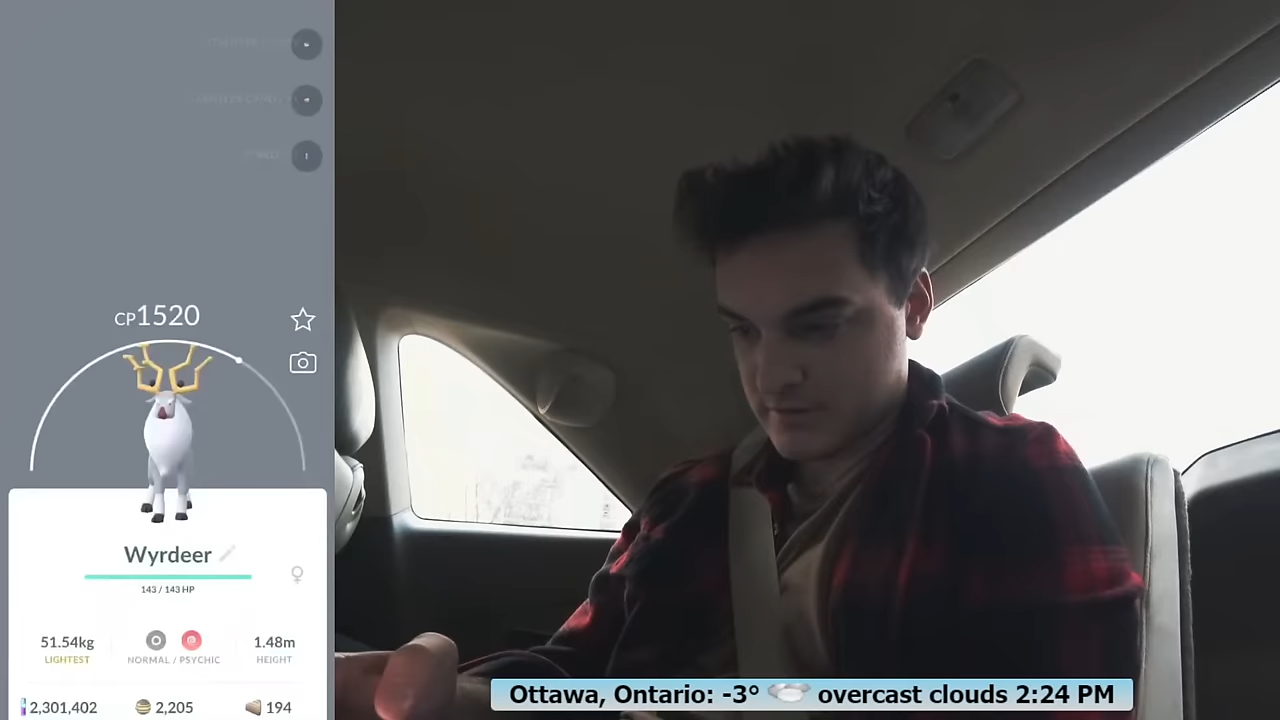 CP1520
Wyrdeer
143 / 143 HP
51.54kg
LIGHTEST
NORMAL / PSYCHIC
1.48m
HEIGHT
2,301,402
2,205
194
Ottawa, Ontario: -3° overcast clouds 2:24 PM